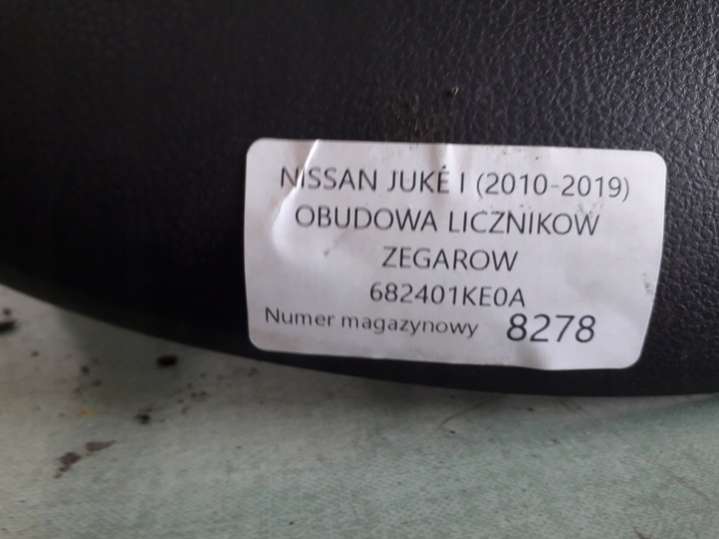 NISSAN JUKE I (2010-2019)
OBUDOWA LICZNIKOW
ZEGAROW
682401KE0A
Numer magazynowy 8278